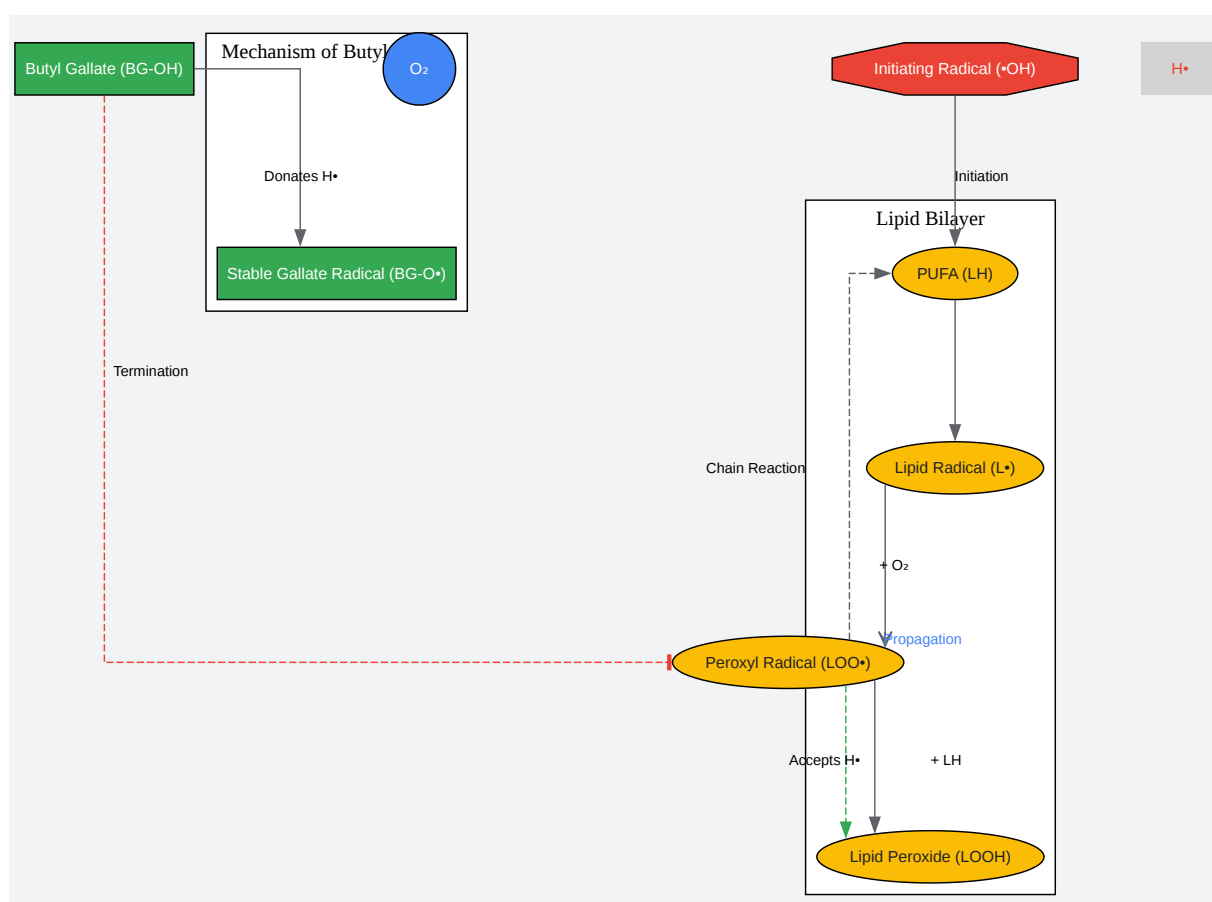 Butyl Gallate (BG-OH)
Mechanism of Butyl
O₂
Initiating Radical (•OH)
H•
Donates H•
Initiation
Lipid Bilayer
Stable Gallate Radical (BG-O•)
PUFA (LH)
Termination
Chain Reaction
Lipid Radical (L•)
+ O₂
Propagation
Peroxyl Radical (LOO•)
Accepts H•
+ LH
Lipid Peroxide (LOOH)